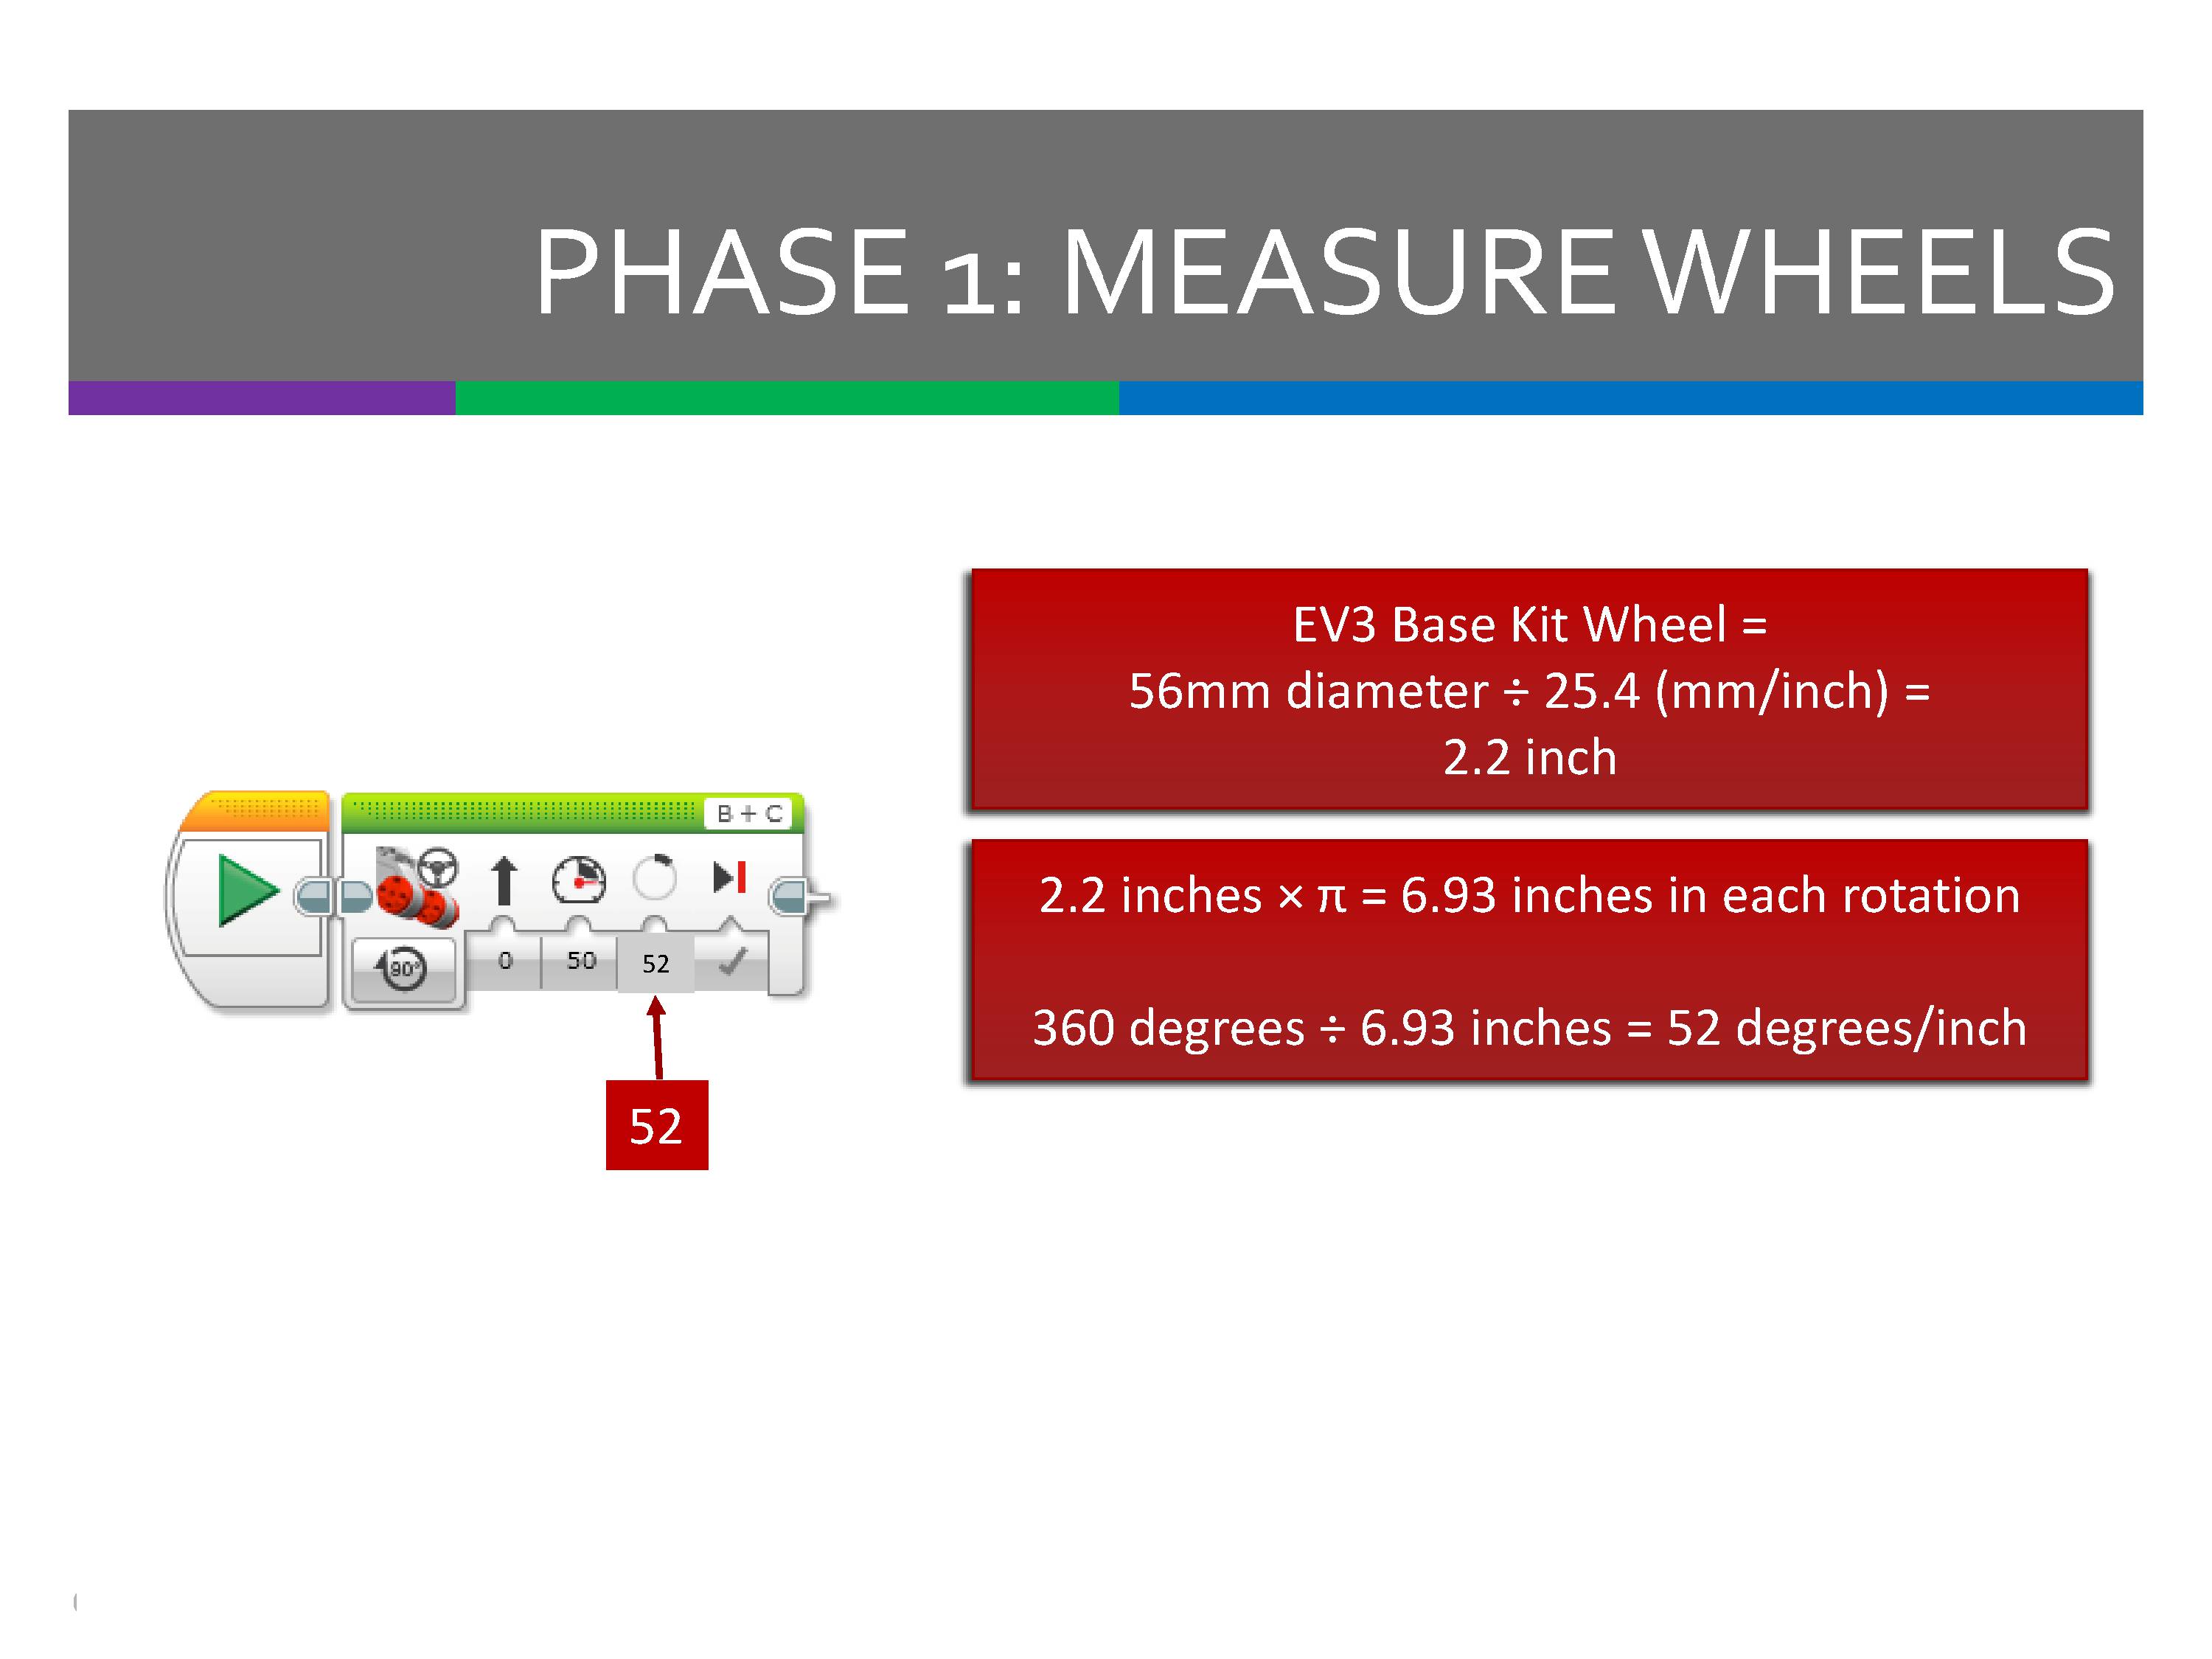 PHASE 1: MEASURE WHEELS
EV3 Base Kit Wheel =
56mm diameter ÷ 25.4 (mm/inch) =
2.2 inch
B + C
90°
0
50
52
2.2 inches × π = 6.93 inches in each rotation
360 degrees ÷ 6.93 inches = 52 degrees/inch
52